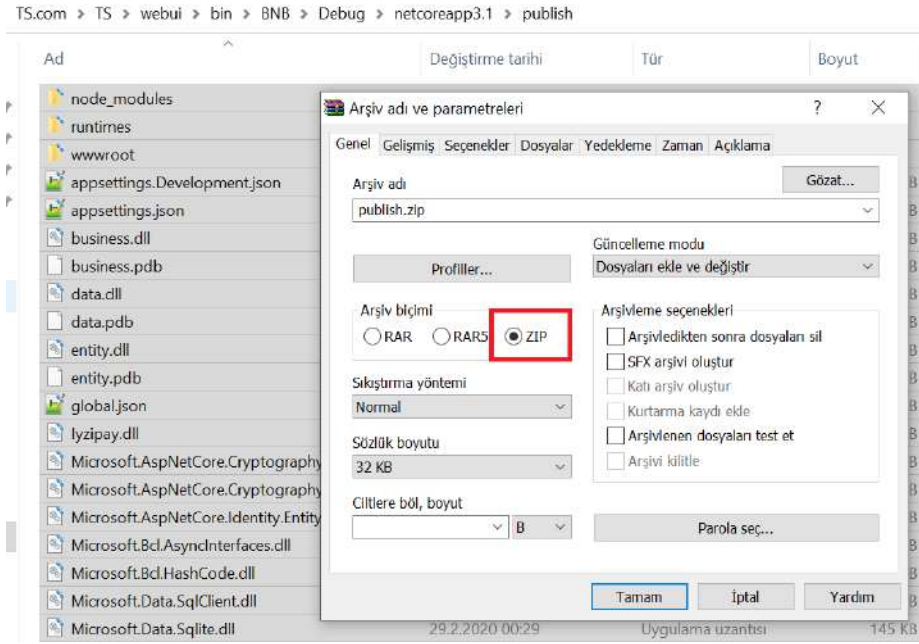 TS.com > TS > webui > bin > BNB > Debug > netcoreapp3.1 > publish
Ad
Değiştirme tarihi
Tür
Boyut
node_modules
runtimes
wwwroot
appsettings.Development.json
appsettings.json
business.dll
business.pdb
data.dll
data.pdb
entity.dll
entity.pdb
global.json
Iyzipay.dll
Microsoft.AspNetCore.Cryptography
Microsoft.AspNetCore.Cryptography
Microsoft.AspNetCore.Identity.Entity
Microsoft.Bcl.AsyncInterfaces.dll
Microsoft.Bcl.HashCode.dll
Microsoft.Data.SqlClient.dll
Microsoft.Data.Sqlite.dll
29.2.2020 00:29
Uygulama uzantısı
145 KB
Arşiv adı ve parametreleri
?
Genel Gelişmiş Seçenekler Dosyalar Yedekleme Zaman Açıklama
Arşiv adı
Gözat...
publish.zip
Güncelleme modu
Profiller...
Dosyaları ekle ve değiştir
Arşiv biçimi
RAR RAR5 ZIP
Arşivleme seçenekleri
Arşivledikten sonra dosyaları sil
SFX arşivi oluştur
Katı arşiv oluştur
Kurtarma kaydı ekle
Arşivlenen dosyaları test et
Arşivi kilitle
Sıkıştırma yöntemi
Normal
Sözlük boyutu
32 KB
Ciltlere böl, boyut
B
Parola seç...
Tamam
İptal
Yardım